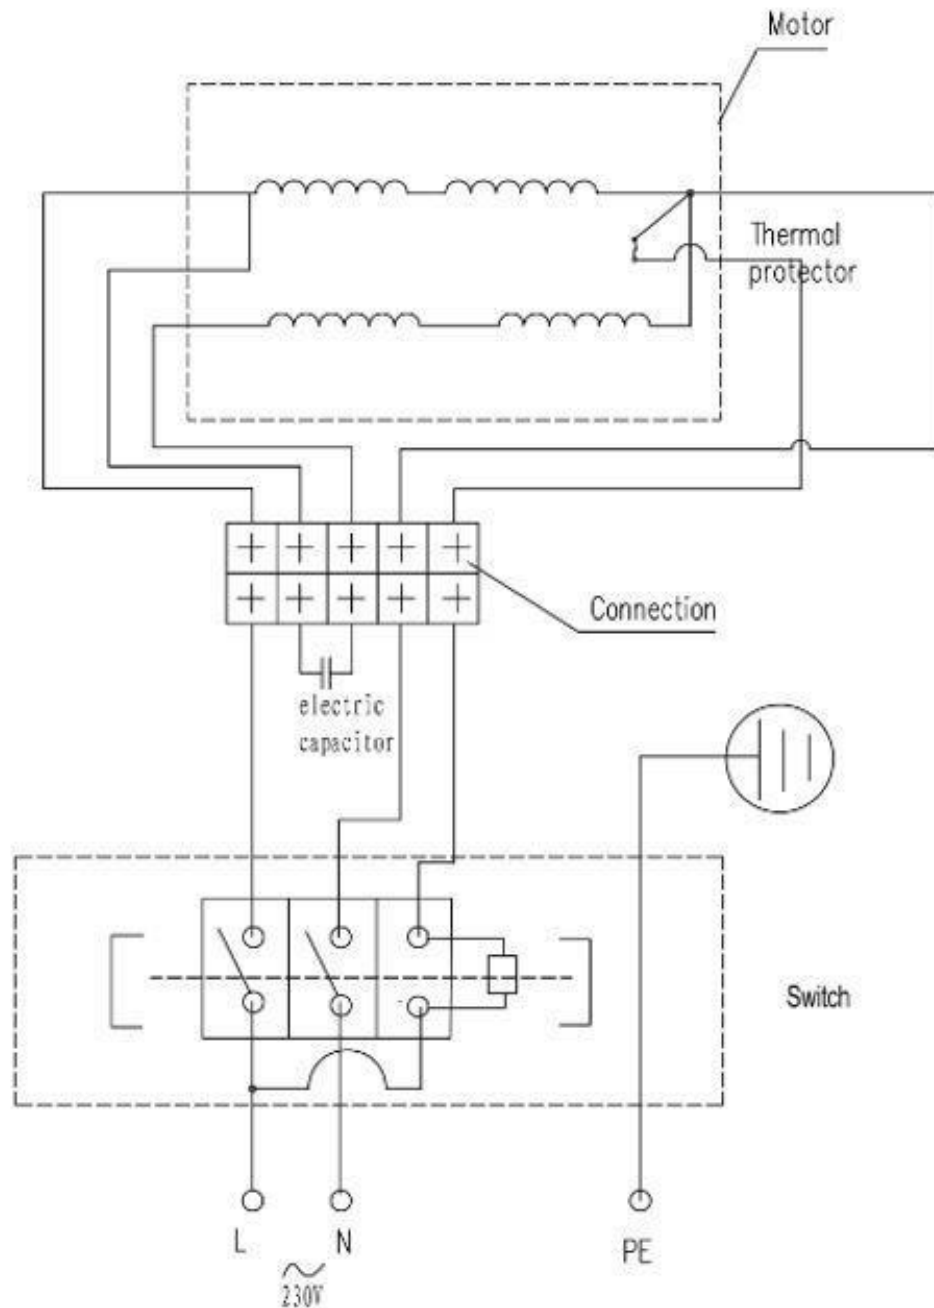 Motor
Thermal
protector
Connection
electric
capacitor
Switch
L
N
PE
230V